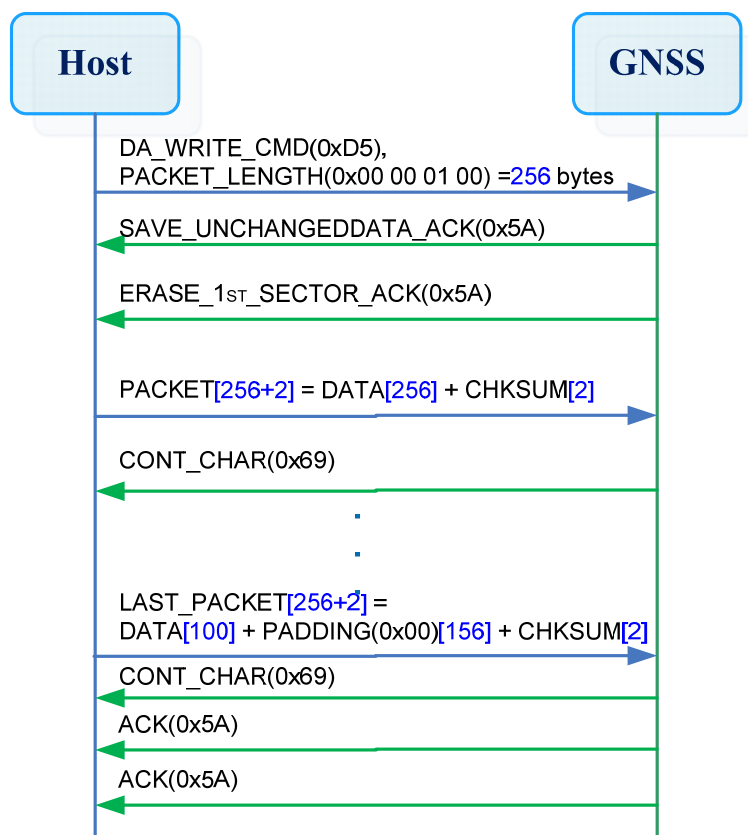 Host
GNSS
DA_WRITE_CMD(0xD5),
PACKET_LENGTH(0x00 00 01 00) =256 bytes
SAVE_UNCHANGEDDATA_ACK(0x5A)
ERASE_1ST_SECTOR_ACK(0x5A)
PACKET[256+2] = DATA[256] + CHKSUM[2]
CONT_CHAR(0x69)
.
.
.
LAST_PACKET[256+2] =
DATA[100] + PADDING(0x00)[156] + CHKSUM[2]
CONT_CHAR(0x69)
ACK(0x5A)
ACK(0x5A)